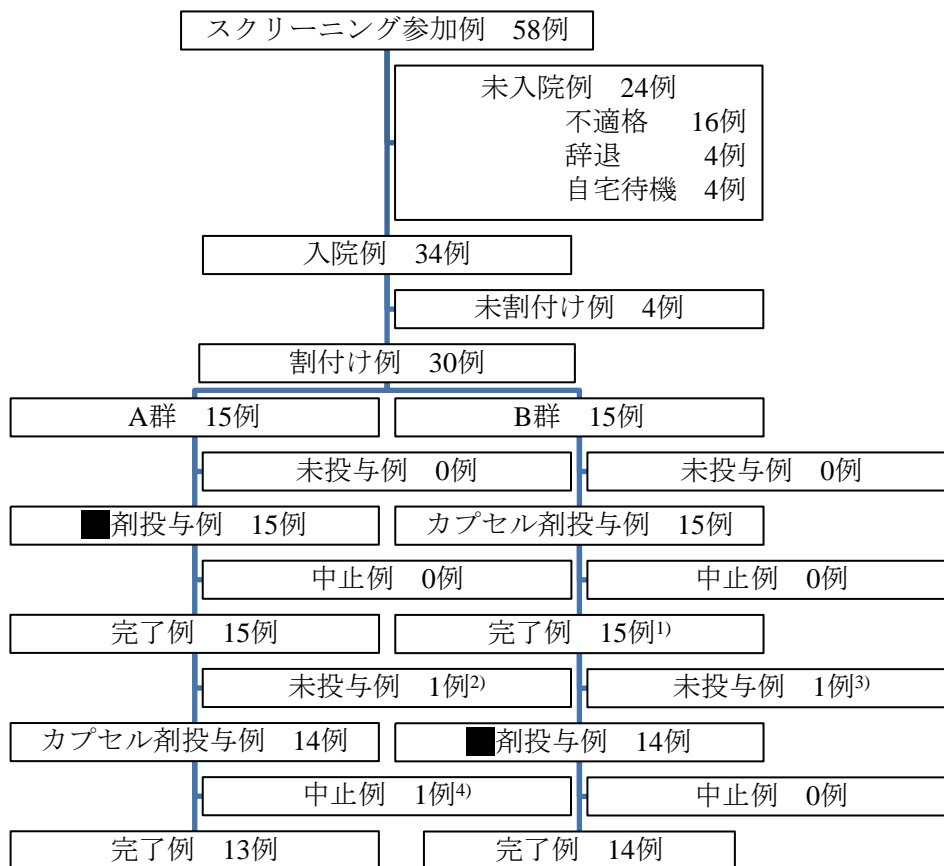 スクリーニング参加例　58例
未入院例　24例
不適格　16例
辞退　4例
自宅待機　4例
入院例　34例
未割付け例　4例
割付け例　30例
A群　15例
B群　15例
未投与例　0例
未投与例　0例
剤投与例　15例
カプセル剤投与例　15例
中止例　0例
中止例　0例
完了例　15例
完了例　15例1)
未投与例　1例2)
未投与例　1例3)
カプセル剤投与例　14例
剤投与例　14例
中止例　1例4)
中止例　0例
完了例　13例
完了例　14例